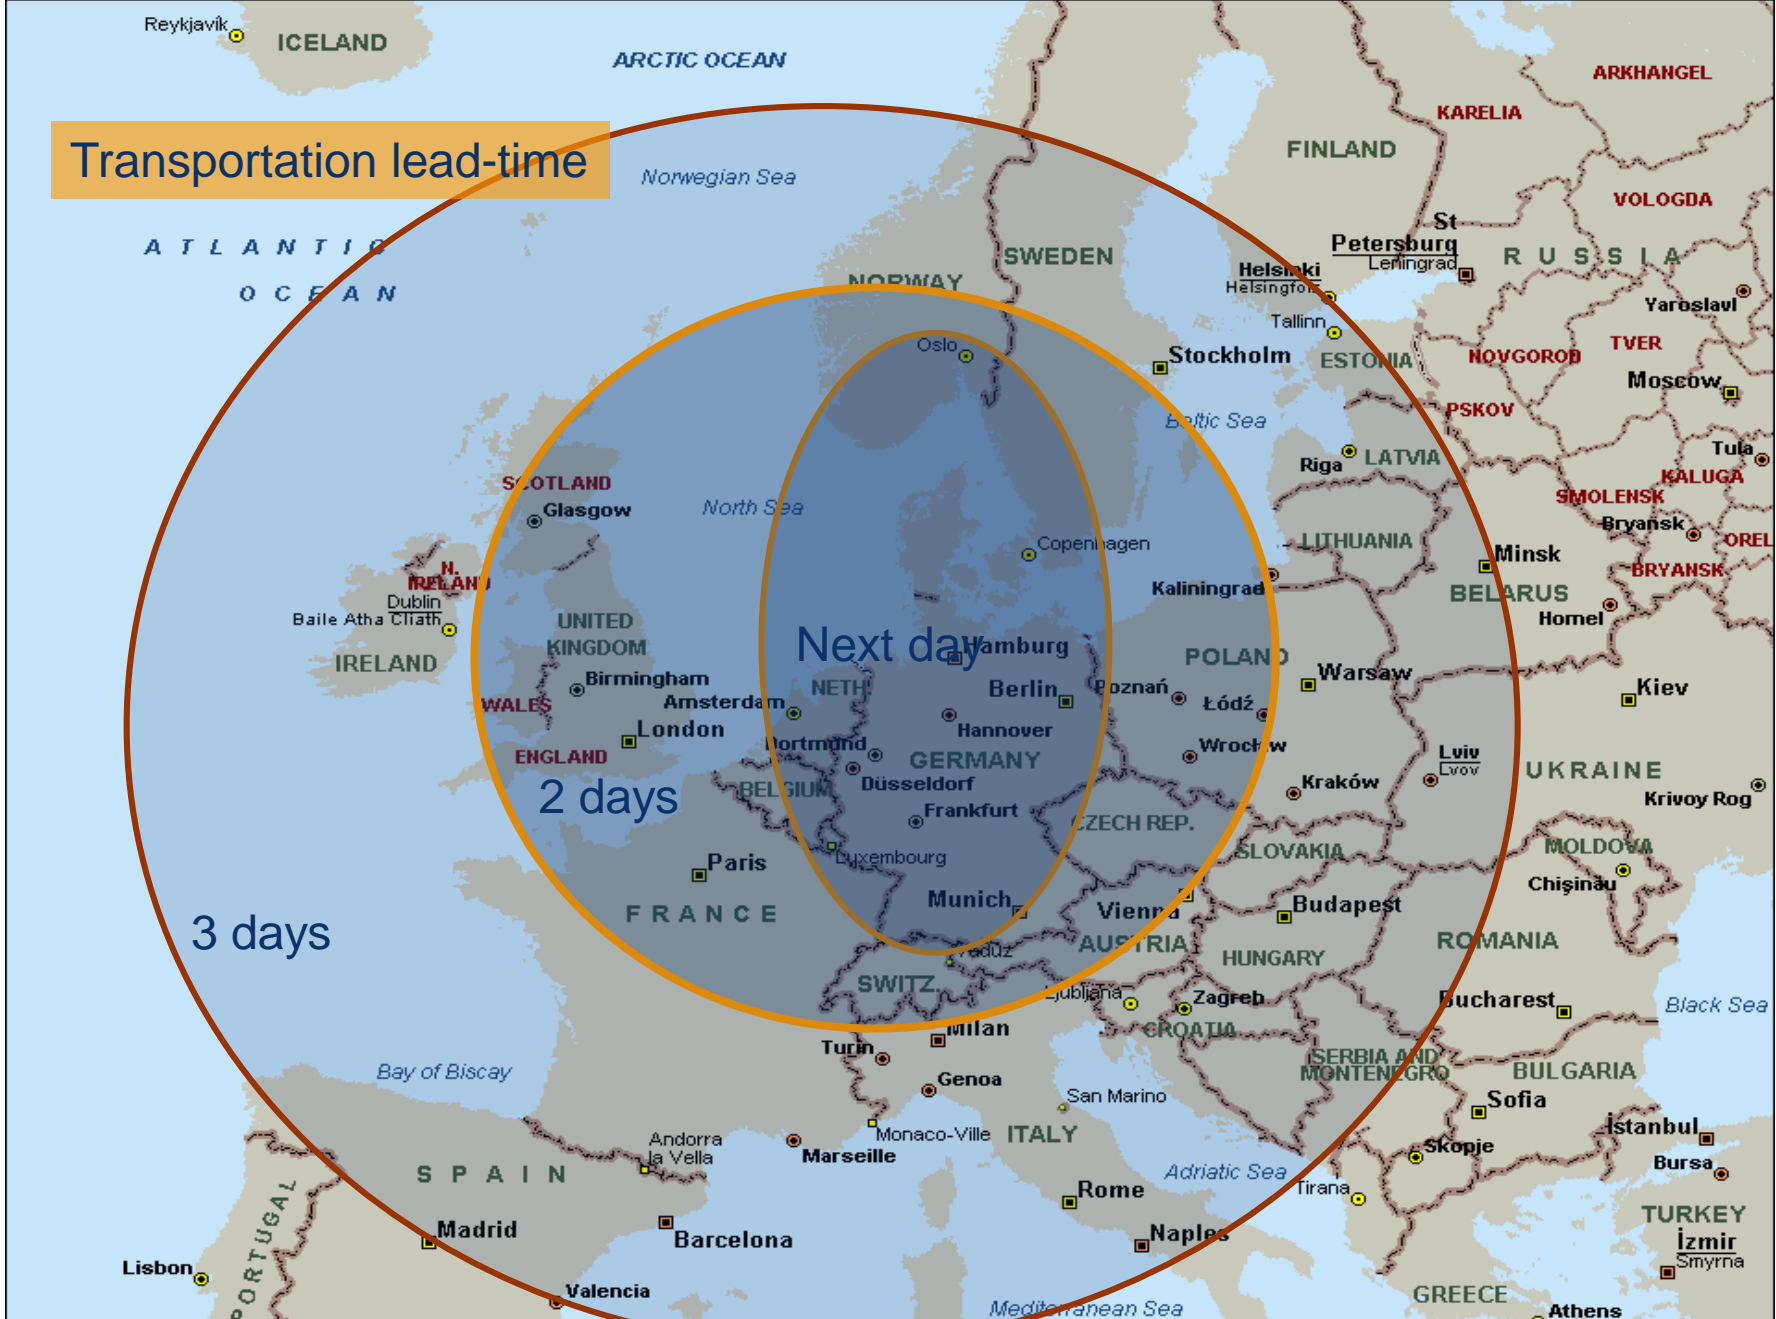 Reykjavík
ICELAND
ARCTIC OCEAN
ARKHANGEL
KARELIA
FINLAND
Transportation lead-time
Norwegian Sea
VOLOGDA
St
Petersburg
Leningrad
ATLANTIC
OCEAN
SWEDEN
RUSSIA
NORWAY
Helsinki
Helsingfors
Yaroslavl
Tallinn
Oslo
Stockholm
ESTONIA
NOVGOROD
TVER
Moscow
PSKOV
Baltic Sea
Tula
Riga
LATVIA
KALUGA
SCOTLAND
Glasgow
North Sea
SMOLENSK
Bryansk
OREL
Copenhagen
LITHUANIA
Minsk
BRYANSK
N.
IRELAND
Dublin
Baile Atha Cliath
Kaliningrad
BELARUS
Homel
UNITED
KINGDOM
IRELAND
Next day
Hamburg
POLAND
Warsaw
Birmingham
NETH.
Berlin
Poznań
Kiev
WALES
Amsterdam
Łódź
London
Hannover
ENGLAND
Dortmund
GERMANY
Wrocław
Lviv
Lvov
UKRAINE
2 days
BELGIUM
Düsseldorf
Kraków
Krivoy Rog
Frankfurt
CZECH REP.
Paris
Luxembourg
SLOVAKIA
MOLDOVA
Chişinău
FRANCE
Munich
Vienna
Budapest
3 days
Vaduz
AUSTRIA
HUNGARY
ROMANIA
SWITZ.
Ljubljana
Zagreb
Bucharest
Black Sea
Milan
CROATIA
Turin
SERBIA AND
MONTENEGRO
BULGARIA
Bay of Biscay
Genoa
San Marino
Sofia
Monaco-Ville
ITALY
İstanbul
Andorra
la Vella
Marseille
Skopje
Bursa
SPAIN
Adriatic Sea
Tirana
Rome
PORTUGAL
TURKEY
Madrid
Barcelona
Naples
İzmir
Smyrna
Lisbon
Valencia
GREECE
Mediterranean Sea
Athens